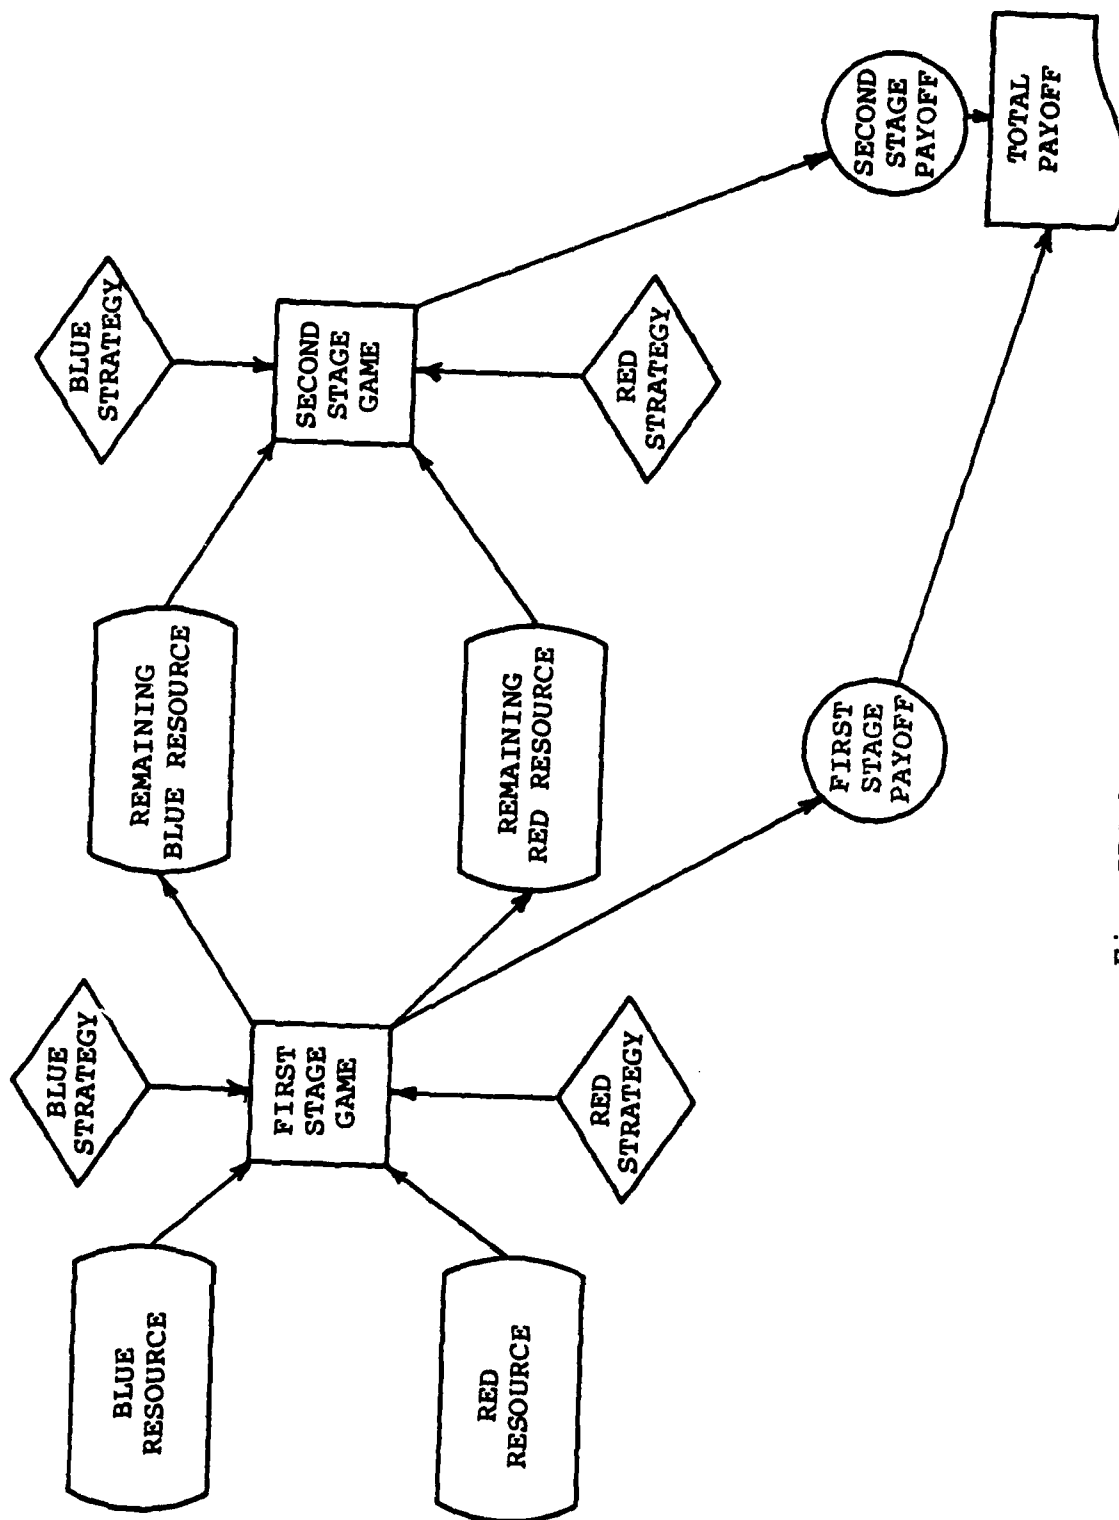 BLUE
STRATEGY
BLUE
STRATEGY
BLUE
RESOURCE
FIRST
STAGE
GAME
REMAINING
BLUE RESOURCE
SECOND
STAGE
GAME
RED
RESOURCE
RED
STRATEGY
REMAINING
RED RESOURCE
RED
STRATEGY
FIRST
STAGE
PAYOFF
SECOND
STAGE
PAYOFF
TOTAL
PAYOFF